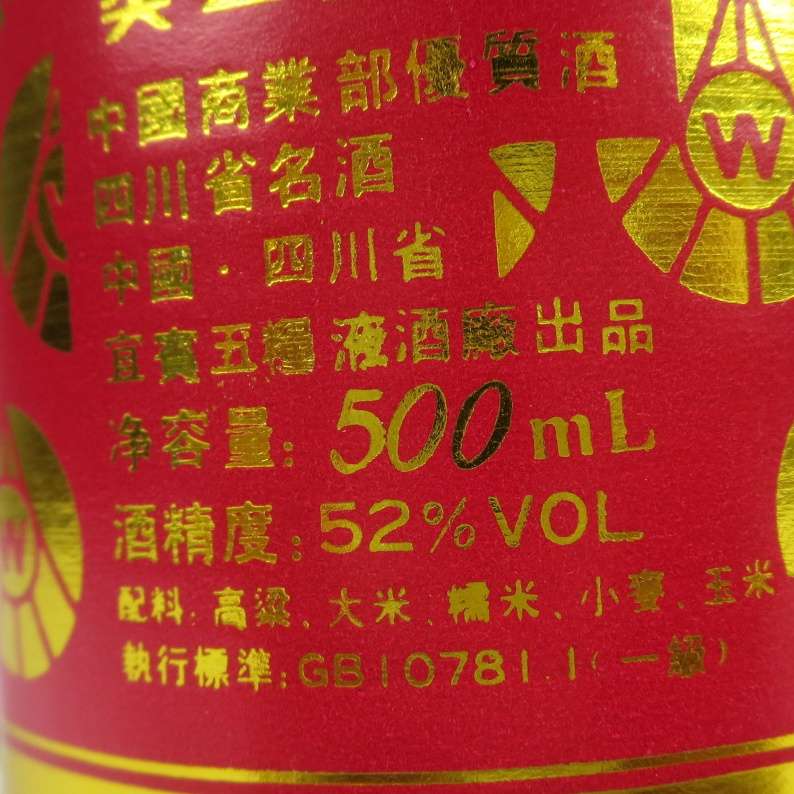 中國商業部優質酒
四川省名酒
中國·四川省
宜賓五糧液酒廠出品
净容量:500mL
酒精度:52%VOL
配料:高粱、大米、糯米、小麥、玉米
執行標準:GB10781.1(一級)
W
W